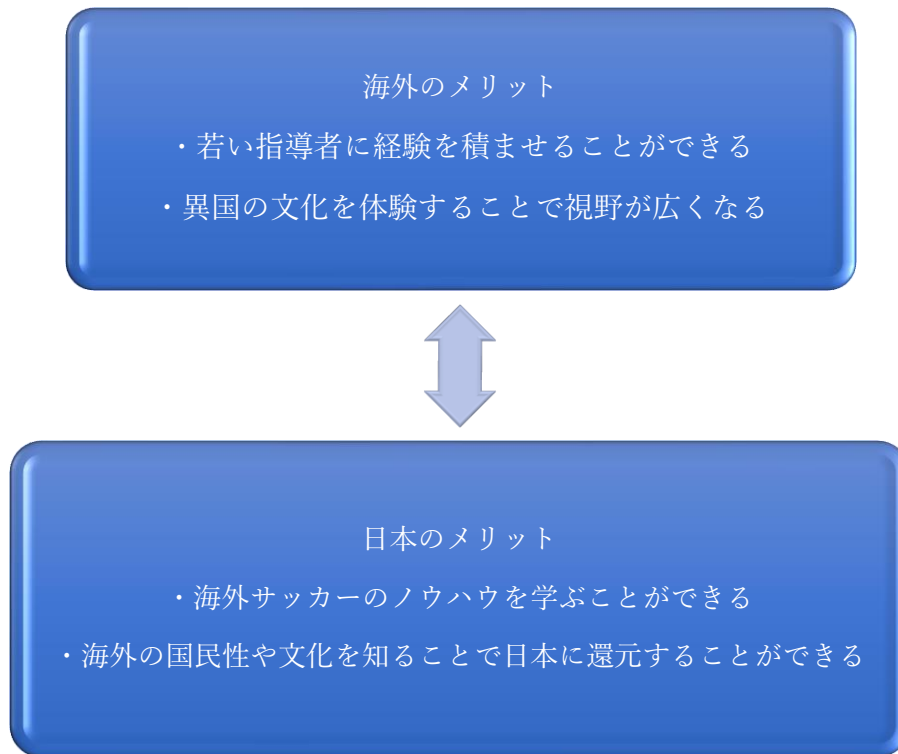 海外のメリット
・若い指導者に経験を積ませることができる
・異国の文化を体験することで視野が広くなる
日本のメリット
・海外サッカーのノウハウを学ぶことができる
・海外の国民性や文化を知ることで日本に還元することができる